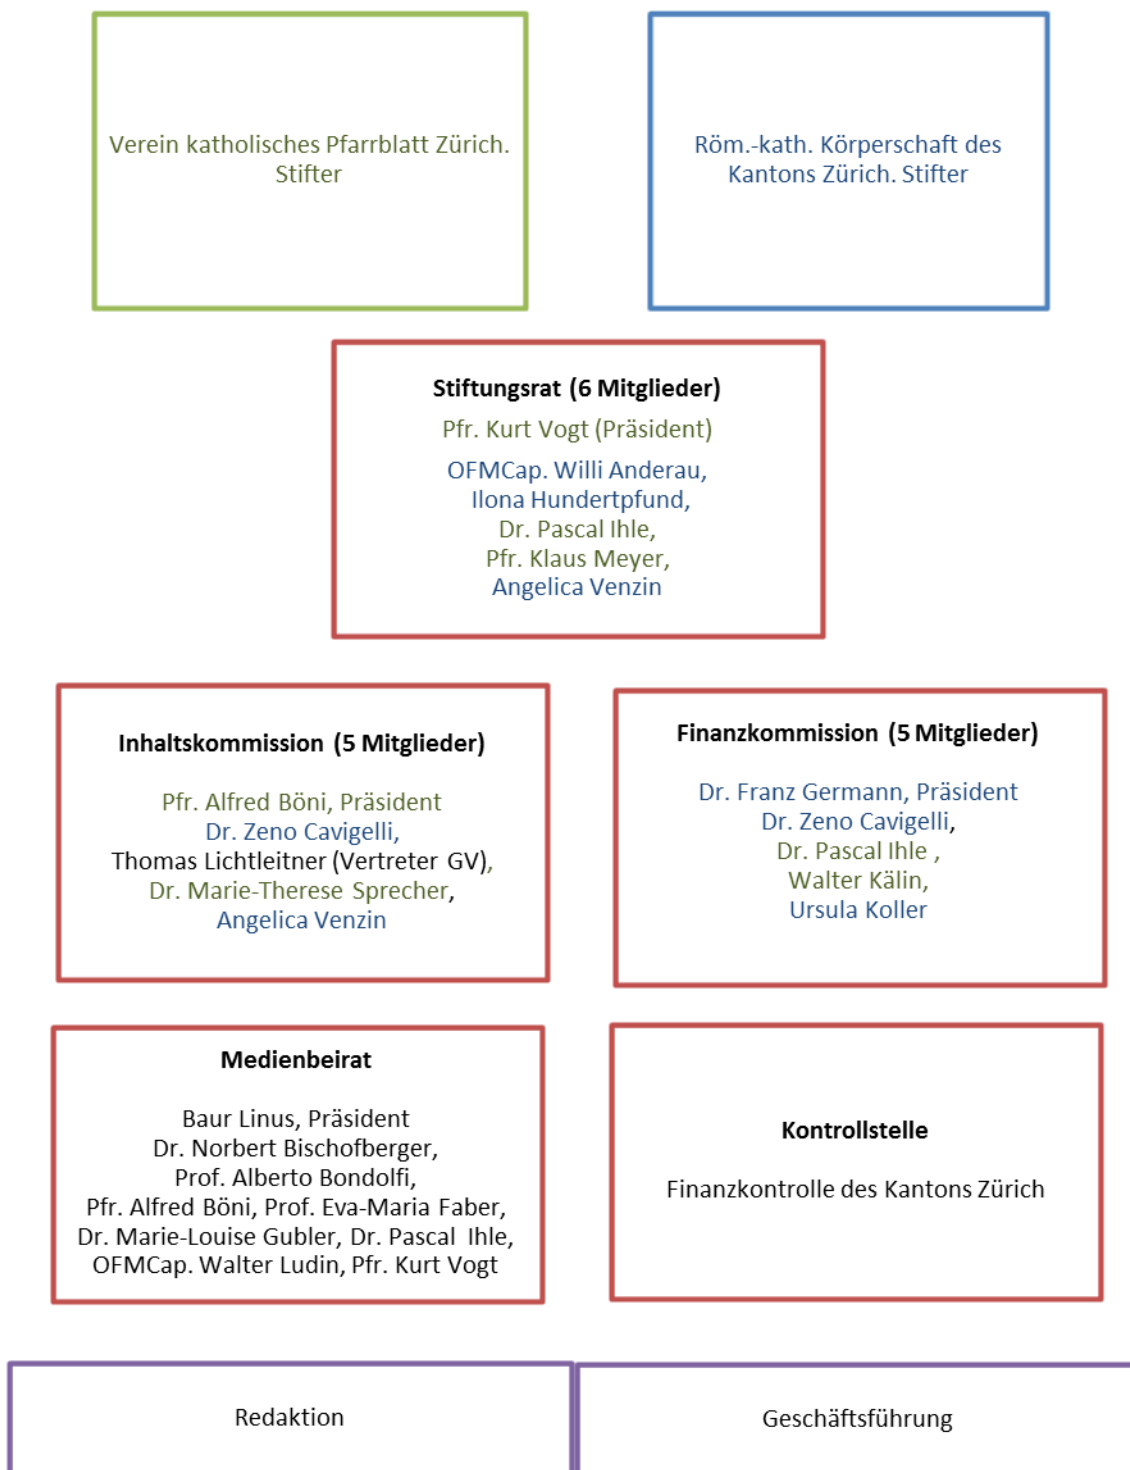 Verein katholisches Pfarrblatt Zürich.
Stifter
Röm.-kath. Körperschaft des
Kantons Zürich. Stifter
Stiftungsrat (6 Mitglieder)
Pfr. Kurt Vogt (Präsident)
OFMCap. Willi Anderau,
Ilona Hundertpfund,
Dr. Pascal Ihle,
Pfr. Klaus Meyer,
Angelica Venzin
Inhaltskommission (5 Mitglieder)
Pfr. Alfred Böni, Präsident
Dr. Zeno Cavigelli,
Thomas Lichtleitner (Vertreter GV),
Dr. Marie-Therese Sprecher,
Angelica Venzin
Finanzkommission (5 Mitglieder)
Dr. Franz Germann, Präsident
Dr. Zeno Cavigelli,
Dr. Pascal Ihle ,
Walter Kälin,
Ursula Koller
Medienbeirat
Baur Linus, Präsident
Dr. Norbert Bischofberger,
Prof. Alberto Bondolfi,
Pfr. Alfred Böni, Prof. Eva-Maria Faber,
Dr. Marie-Louise Gubler, Dr. Pascal Ihle,
OFMCap. Walter Ludin, Pfr. Kurt Vogt
Kontrollstelle
Finanzkontrolle des Kantons Zürich
Redaktion
Geschäftsführung